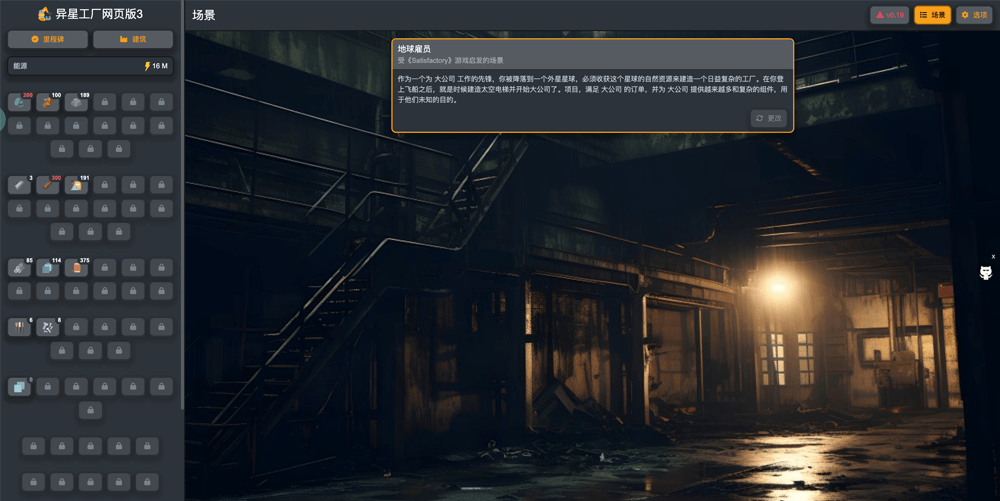 异星工厂网页版3
场景
v0.19
场景
选项
里程碑
建筑
能源
16 M
200
100
189
3
300
191
85
114
375
6
8
0
地球雇员
受《Satisfactory》游戏启发的场景
作为一个为 大公司 工作的先锋,你被降落到一个外星星球,必须收获这个星球的自然资源来建造一个日益复杂的工厂。在你登
上飞船之后,就是时候建造太空电梯并开始大公司了。项目,满足 大公司 的订单,并为 大公司 提供越来越多和复杂的组件,用
于他们未知的目的。
更改
x